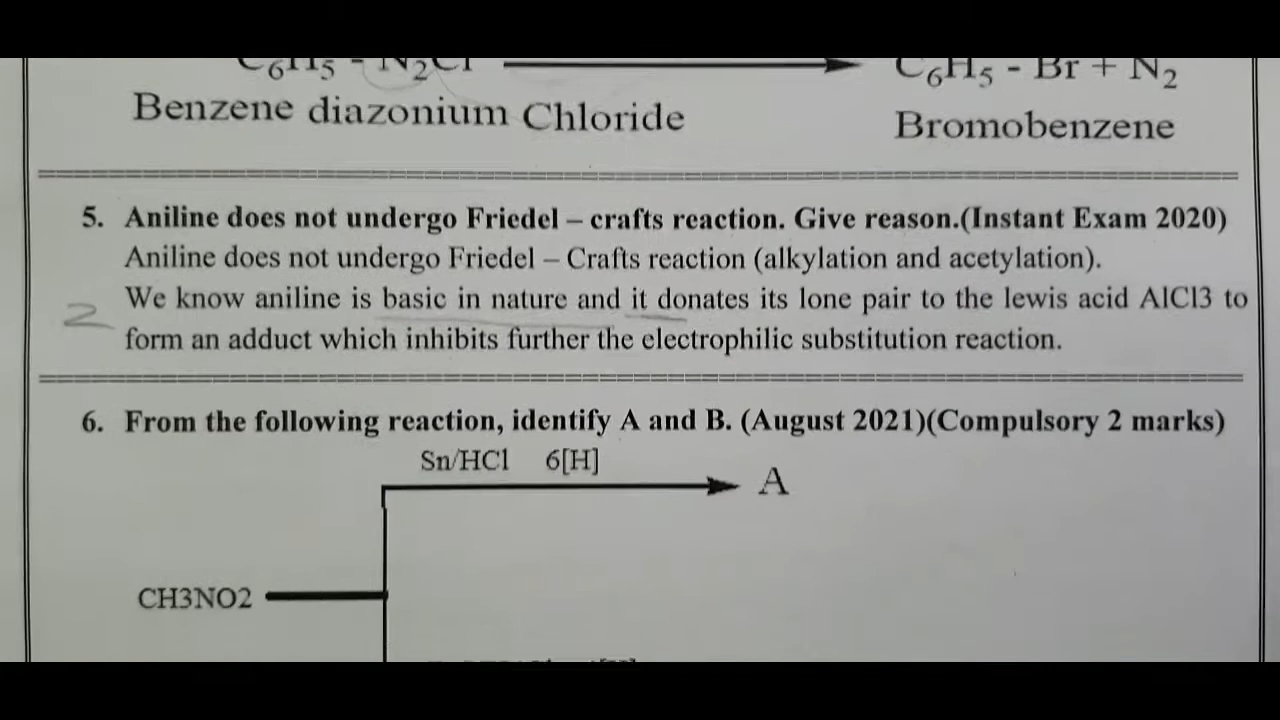 C6H5 - N2Cl C6H5 - Br + N2
Benzene diazonium Chloride Bromobenzene
5. Aniline does not undergo Friedel – crafts reaction. Give reason.(Instant Exam 2020)
Aniline does not undergo Friedel – Crafts reaction (alkylation and acetylation).
We know aniline is basic in nature and it donates its lone pair to the lewis acid AlCl3 to
2
form an adduct which inhibits further the electrophilic substitution reaction.
6. From the following reaction, identify A and B. (August 2021)(Compulsory 2 marks)
Sn/HCl 6[H]
A
CH3NO2